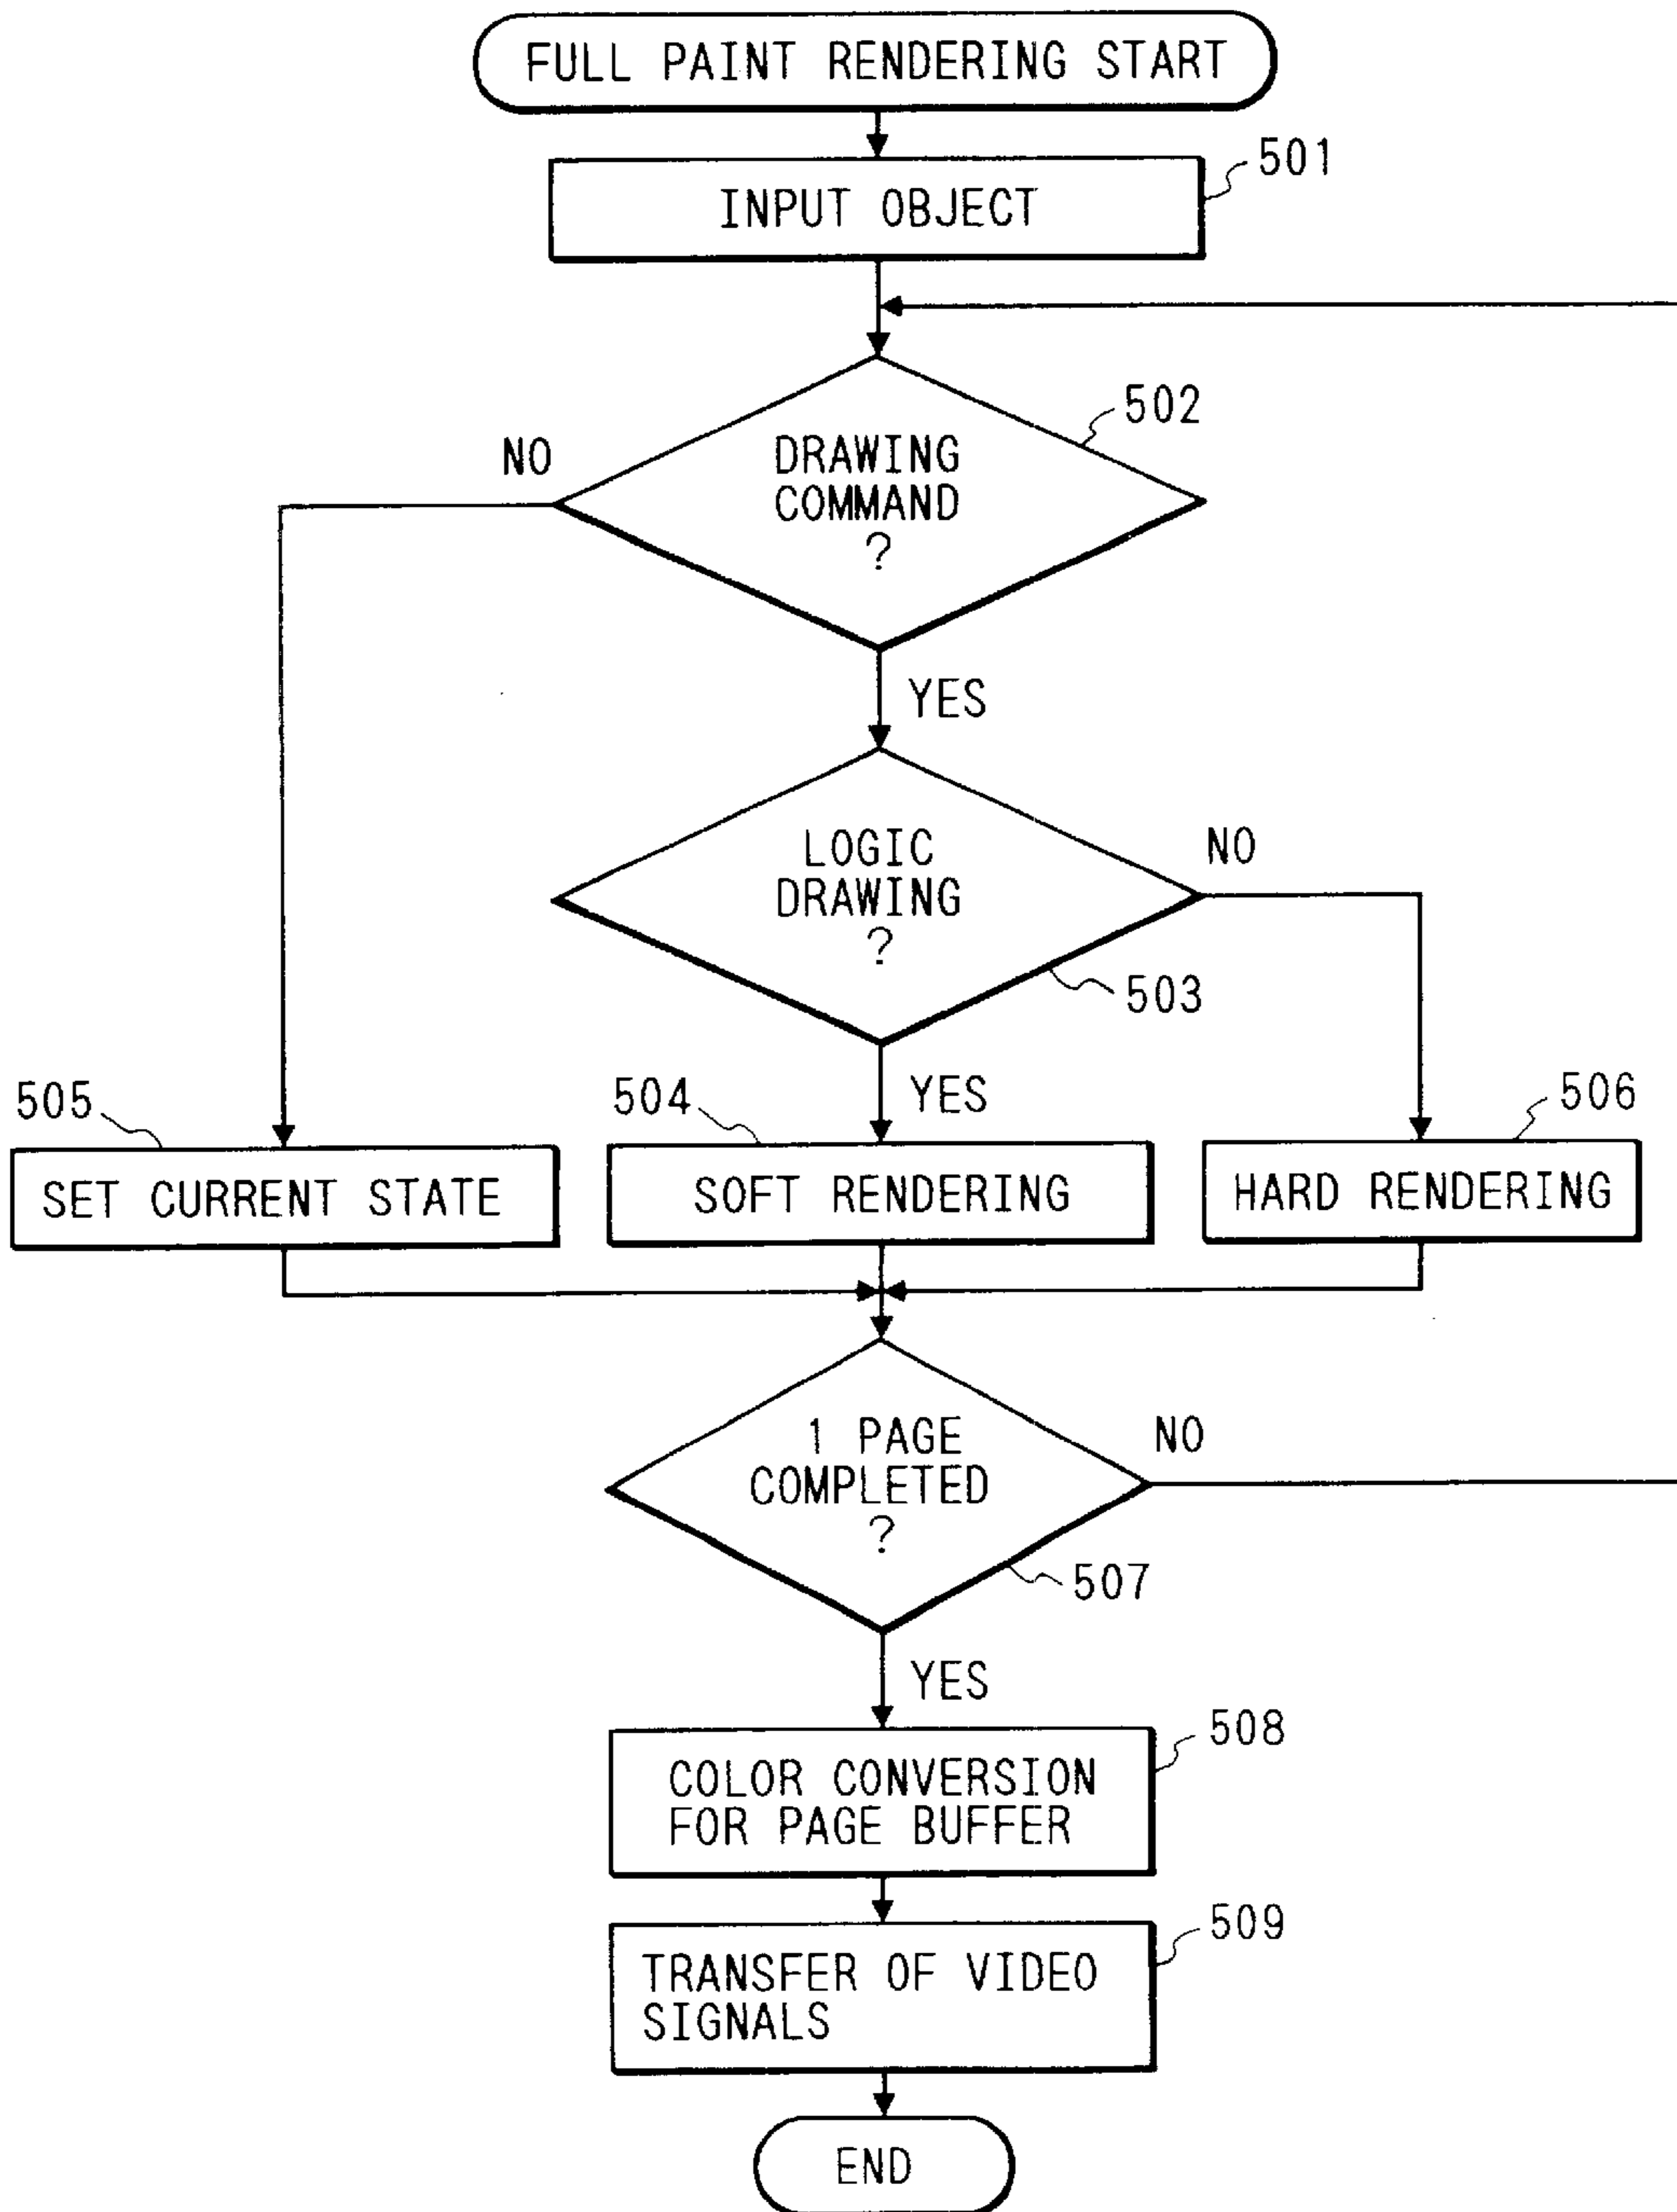 FULL PAINT RENDERING START
501
INPUT OBJECT
502
NO
DRAWING
COMMAND
?
YES
LOGIC
DRAWING
?
NO
503
YES
505
504
506
SET CURRENT STATE
SOFT RENDERING
HARD RENDERING
1 PAGE
COMPLETED
?
NO
507
YES
508
COLOR CONVERSION
FOR PAGE BUFFER
509
TRANSFER OF VIDEO
SIGNALS
END